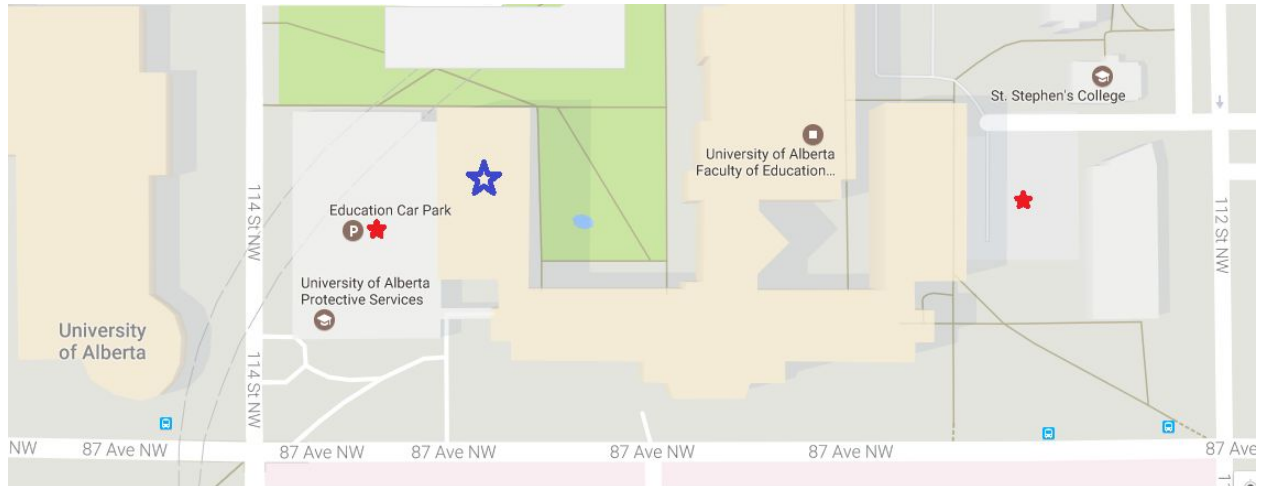 St. Stephen's College
University of Alberta
Faculty of Education...
114 St NW
Education Car Park
P
112 St NW
University of Alberta
Protective Services
University
of Alberta
114 St NW
NW
87 Ave NW
87 Ave NW
87 Ave NW
87 Ave NW
87 Ave NW
87 Ave